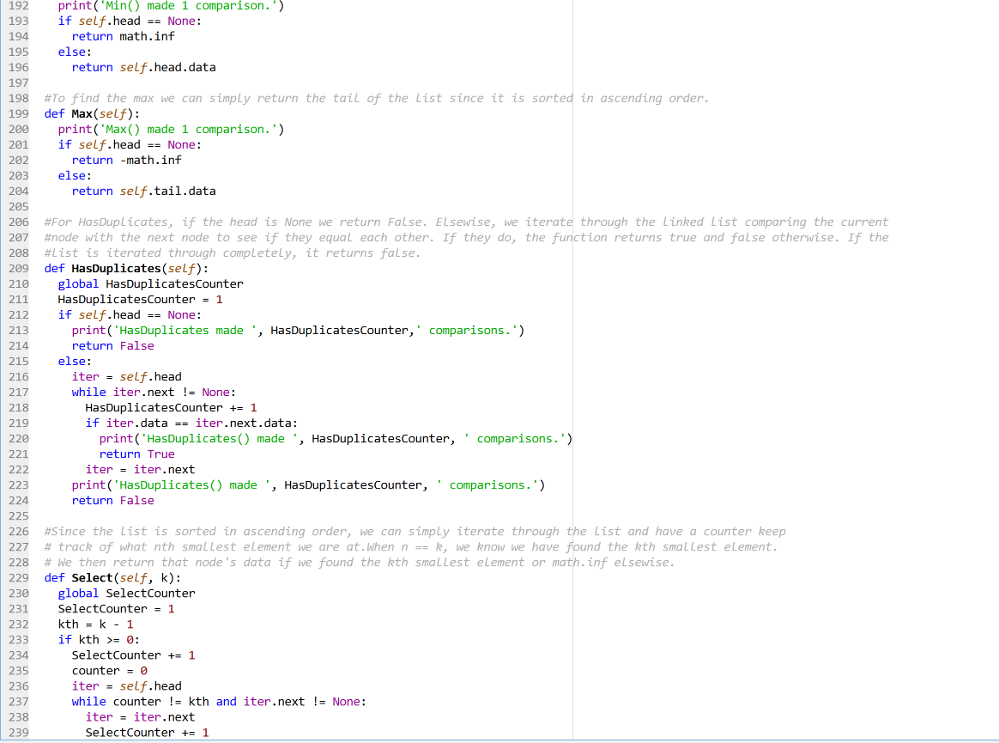 192 print('Min() made 1 comparison.')
193 if self.head == None:
194 return math.inf
195 else:
196 return self.head.data
197
198 #To find the max we can simply return the tail of the list since it is sorted in ascending order.
199 def Max(self):
200 print('Max() made 1 comparison.')
201 if self.head == None:
202 return -math.inf
203 else:
204 return self.tail.data
205
206 #For HasDuplicates, if the head is None we return False. Elsewise, we iterate through the linked list comparing the current
207 #node with the next node to see if they equal each other. If they do, the function returns true and false otherwise. If the
208 #list is iterated through completely, it returns false.
209 def HasDuplicates(self):
210 global HasDuplicatesCounter
211 HasDuplicatesCounter = 1
212 if self.head == None:
213 print('HasDuplicates made ', HasDuplicatesCounter,' comparisons.')
214 return False
215 else:
216 iter = self.head
217 while iter.next != None:
218 HasDuplicatesCounter += 1
219 if iter.data == iter.next.data:
220 print('HasDuplicates() made ', HasDuplicatesCounter, ' comparisons.')
221 return True
222 iter = iter.next
223 print('HasDuplicates() made ', HasDuplicatesCounter, ' comparisons.')
224 return False
225
226 #Since the list is sorted in ascending order, we can simply iterate through the list and have a counter keep
227 # track of what nth smallest element we are at.When n == k, we know we have found the kth smallest element.
228 # We then return that node's data if we found the kth smallest element or math.inf elsewise.
229 def Select(self, k):
230 global SelectCounter
231 SelectCounter = 1
232 kth = k - 1
233 if kth >= 0:
234 SelectCounter += 1
235 counter = 0
236 iter = self.head
237 while counter != kth and iter.next != None:
238 iter = iter.next
239 SelectCounter += 1